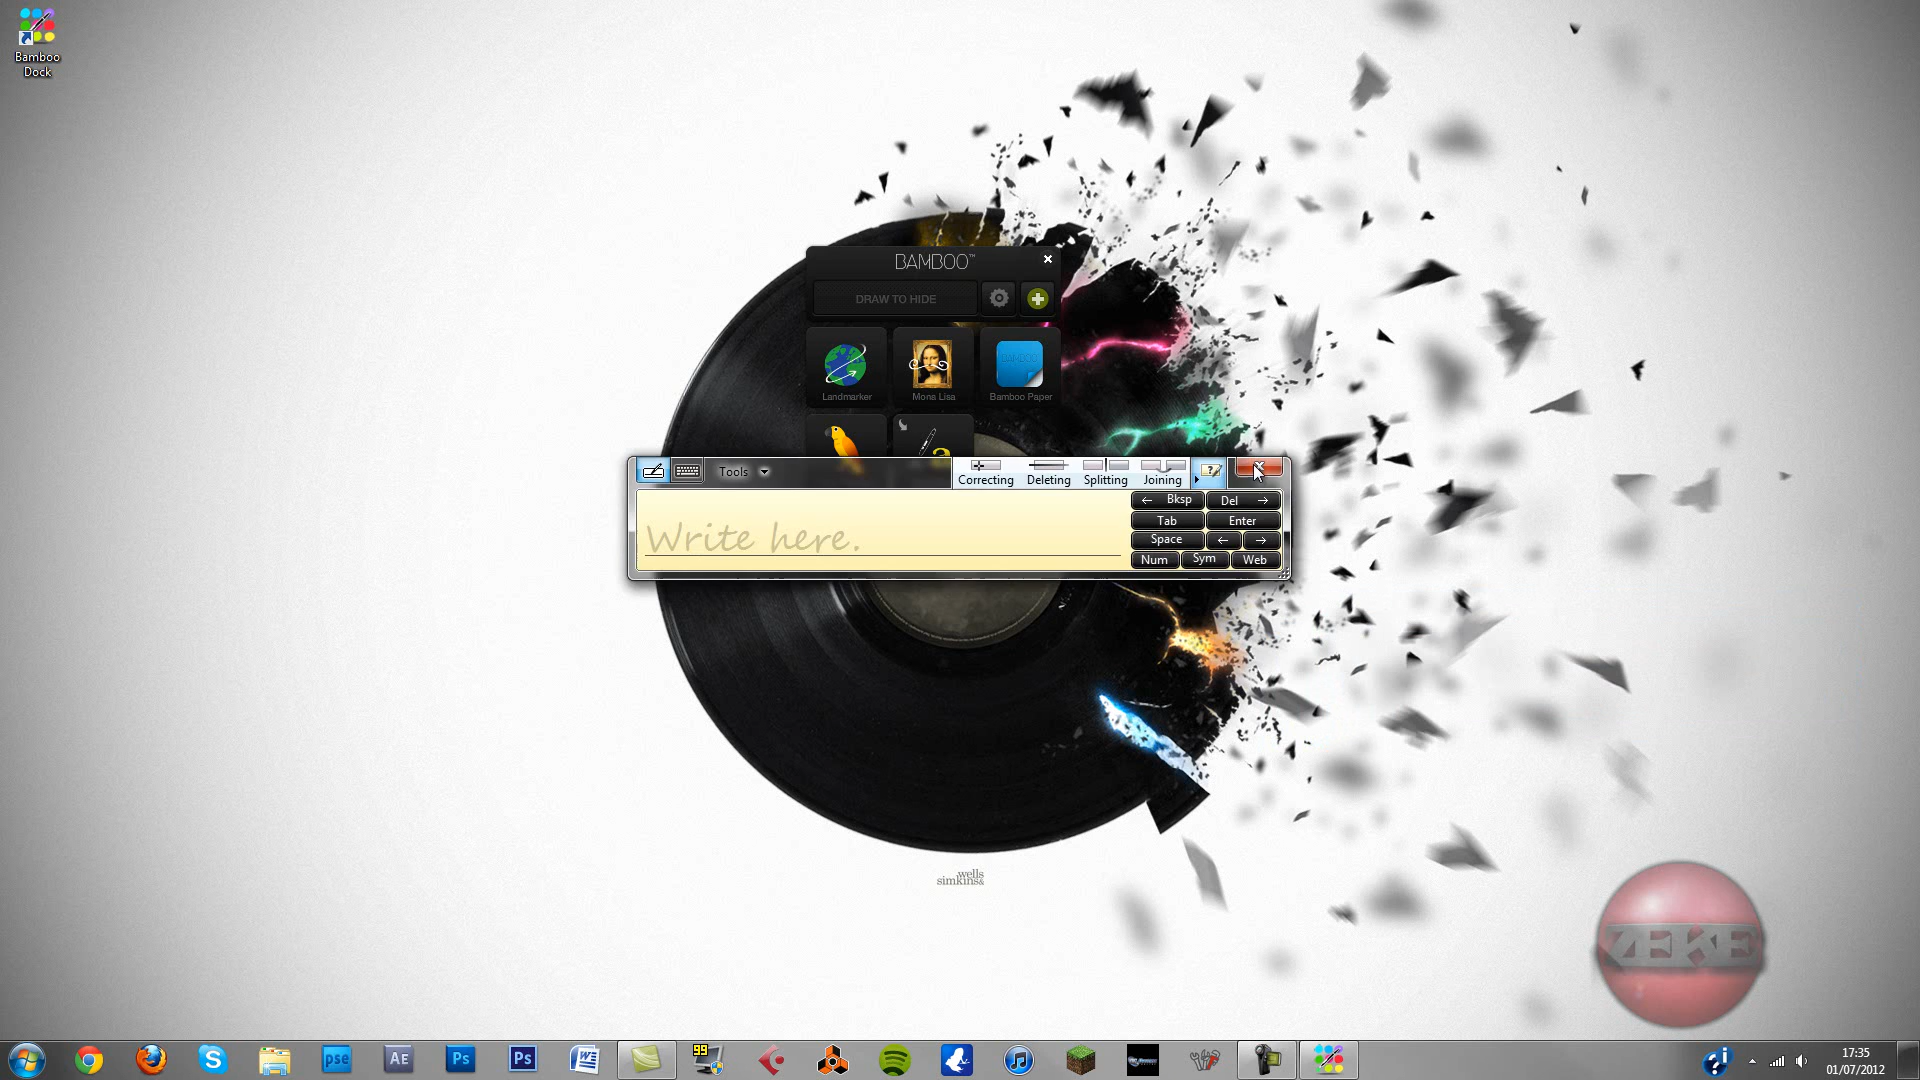 Bamboo
Dock
BAMBOO™
DRAW TO HIDE
Landmarker
Mona Lisa
BAMBOO
Bamboo Paper
Tools
Correcting
Deleting
Splitting
Joining
Write here.
← Bksp
Del →
Tab
Enter
Space
←
→
Num
Sym
Web
wells
simkins&
ZEKE
pse
AE
Ps
Ps
W
99
17:35
01/07/2012